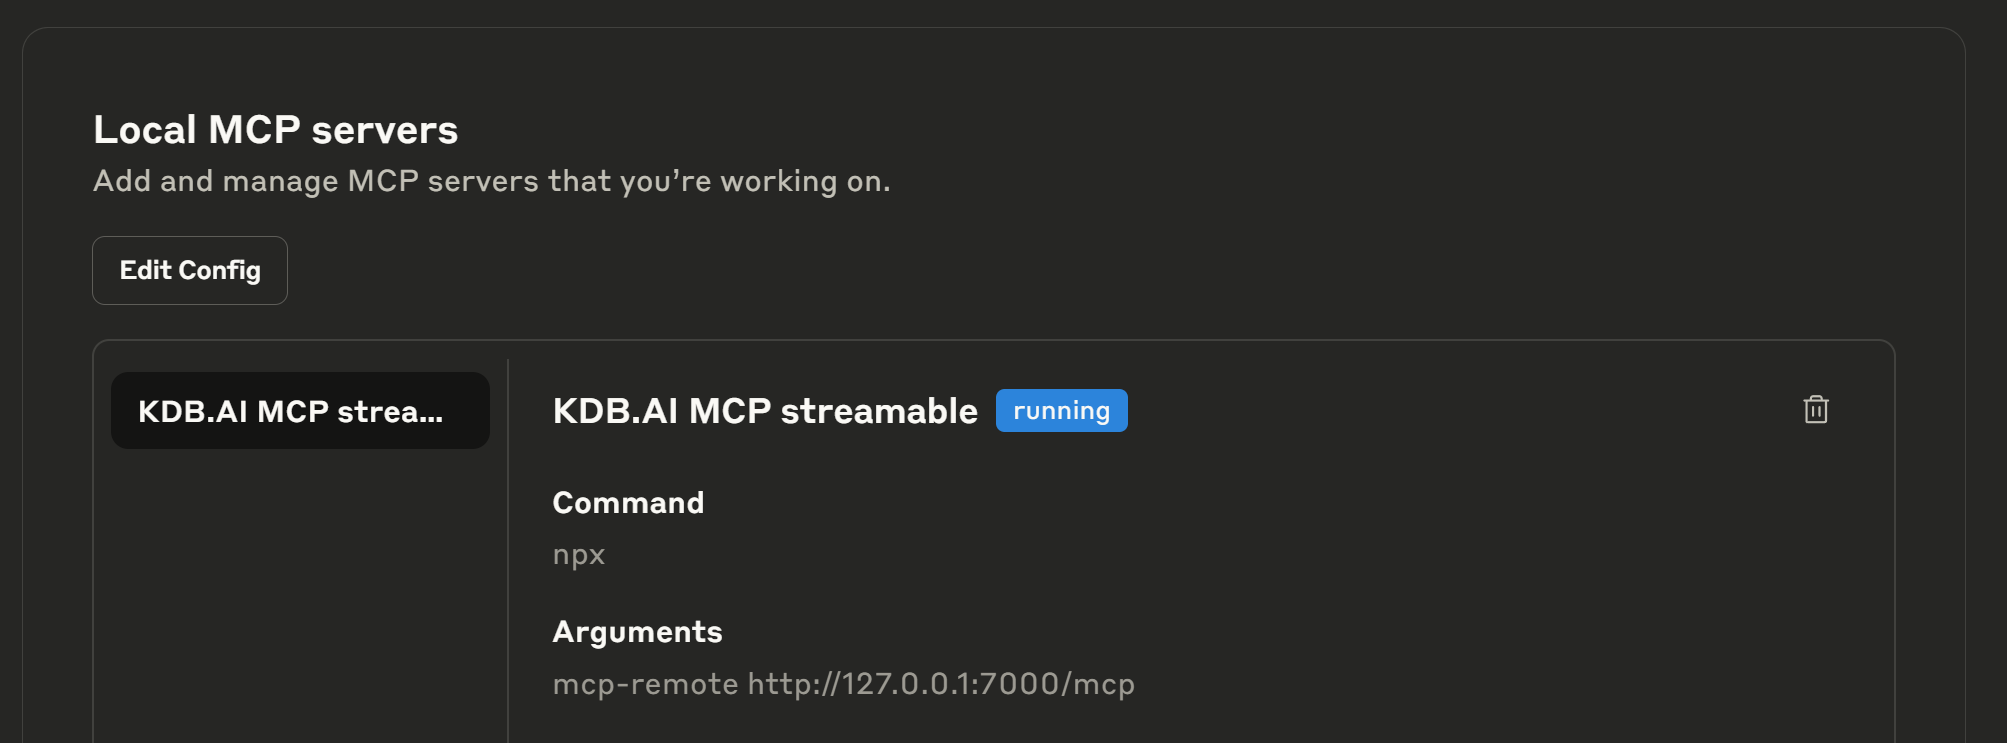 Local MCP servers
Add and manage MCP servers that you’re working on.
Edit Config
KDB.AI MCP strea...
KDB.AI MCP streamable running
Command
npx
Arguments
mcp-remote http://127.0.0.1:7000/mcp